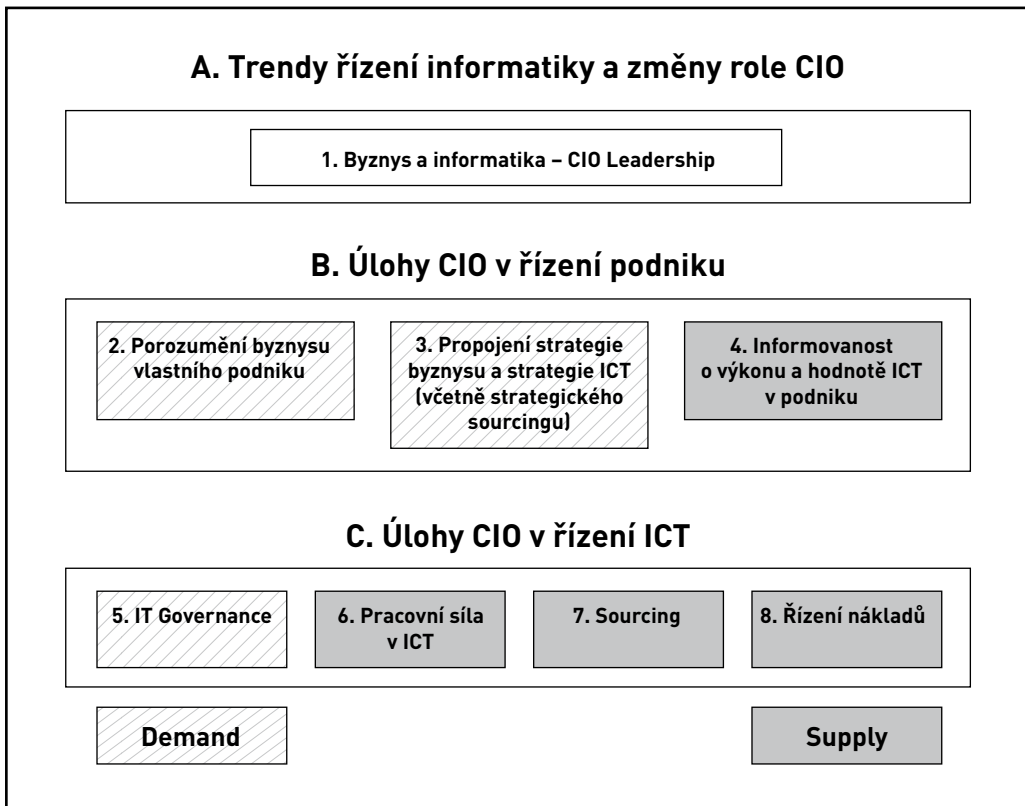 A. Trendy řízení informatiky a změny role CIO
1. Byznys a informatika – CIO Leadership
B. Úlohy CIO v řízení podniku
2. Porozumění byznysu
vlastního podniku
3. Propojení strategie
byznysu a strategie ICT
(včetně strategického
sourcingu)
4. Informovanost
o výkonu a hodnotě ICT
v podniku
C. Úlohy CIO v řízení ICT
5. IT Governance
6. Pracovní síla
v ICT
7. Sourcing
8. Řízení nákladů
Demand
Supply